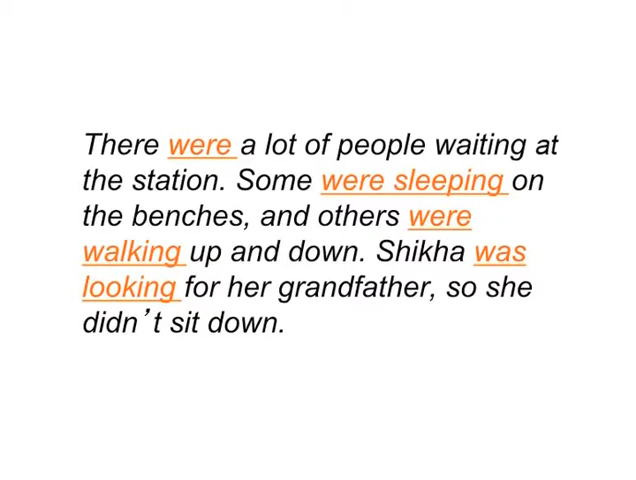 There were a lot of people waiting at
the station. Some were sleeping on
the benches, and others were
walking up and down. Shikha was
looking for her grandfather, so she
didn’t sit down.